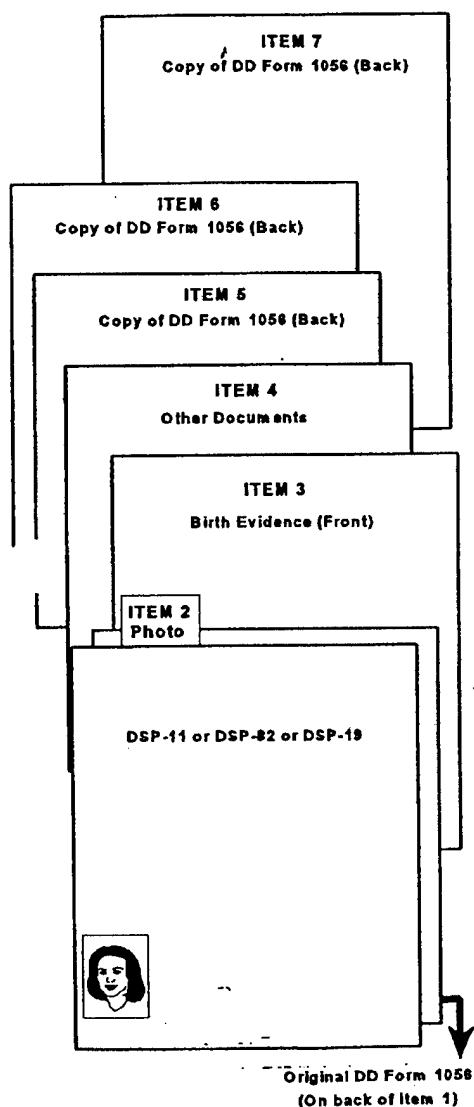 ITEM 7
Copy of DD Form 1056 (Back)
ITEM 6
Copy of DD Form 1056 (Back)
ITEM 5
Copy of DD Form 1056 (Back)
ITEM 4
Other Documents
ITEM 3
Birth Evidence (Front)
ITEM 2
Photo
DSP-11 or DSP-82 or DSP-19
Original DD Form 1056
(On back of Item 1)